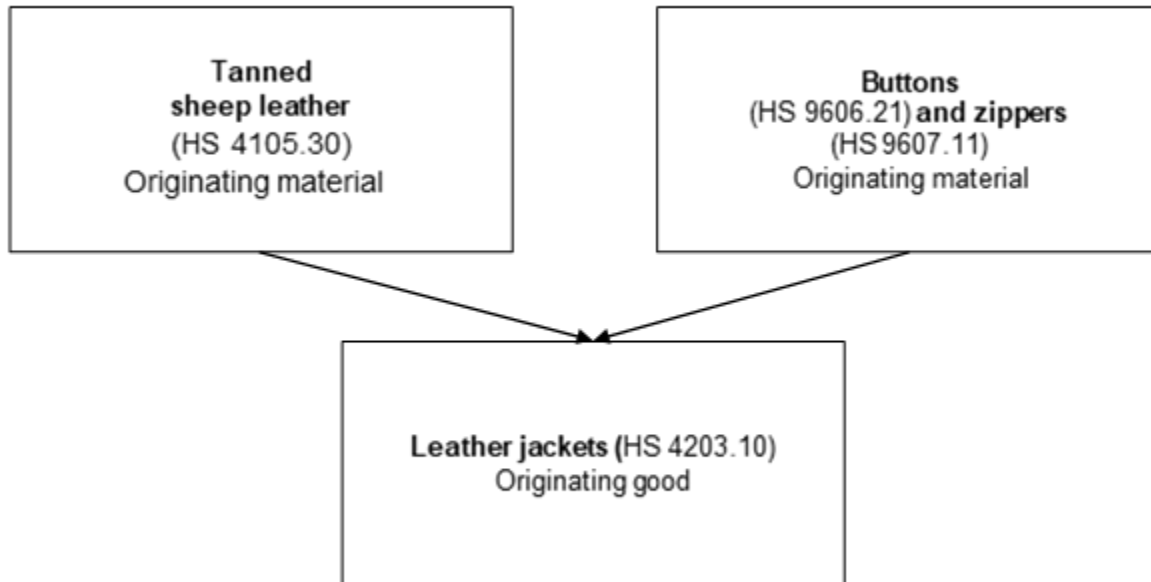 Tanned
sheep leather
(HS 4105.30)
Originating material
Buttons
(HS 9606.21) and zippers
(HS 9607.11)
Originating material
Leather jackets (HS 4203.10)
Originating good